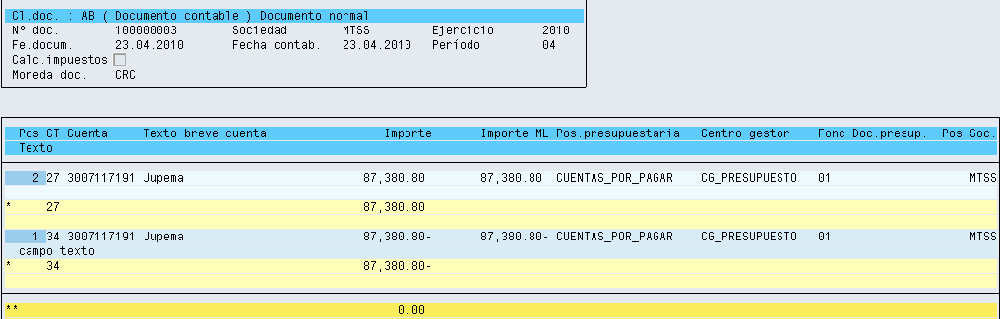 Cl.doc. : AB ( Documento contable ) Documento normal
Nº doc. 100000003 Sociedad MTSS Ejercicio 2010
Fe.docum. 23.04.2010 Fecha contab. 23.04.2010 Período 04
Calc.impuestos
Moneda doc. CRC
Pos CT Cuenta Texto breve cuenta Importe Importe ML Pos.presupuestaria Centro gestor Fond Doc.presup. Pos Soc.
Texto
2 27 3007117191 Jupema 87,380.80 87,380.80 CUENTAS_POR_PAGAR CG_PRESUPUESTO 01 MTSS
* 27 87,380.80
1 34 3007117191 Jupema 87,380.80- 87,380.80- CUENTAS_POR_PAGAR CG_PRESUPUESTO 01 MTSS
campo texto
* 34 87,380.80-
** 0.00